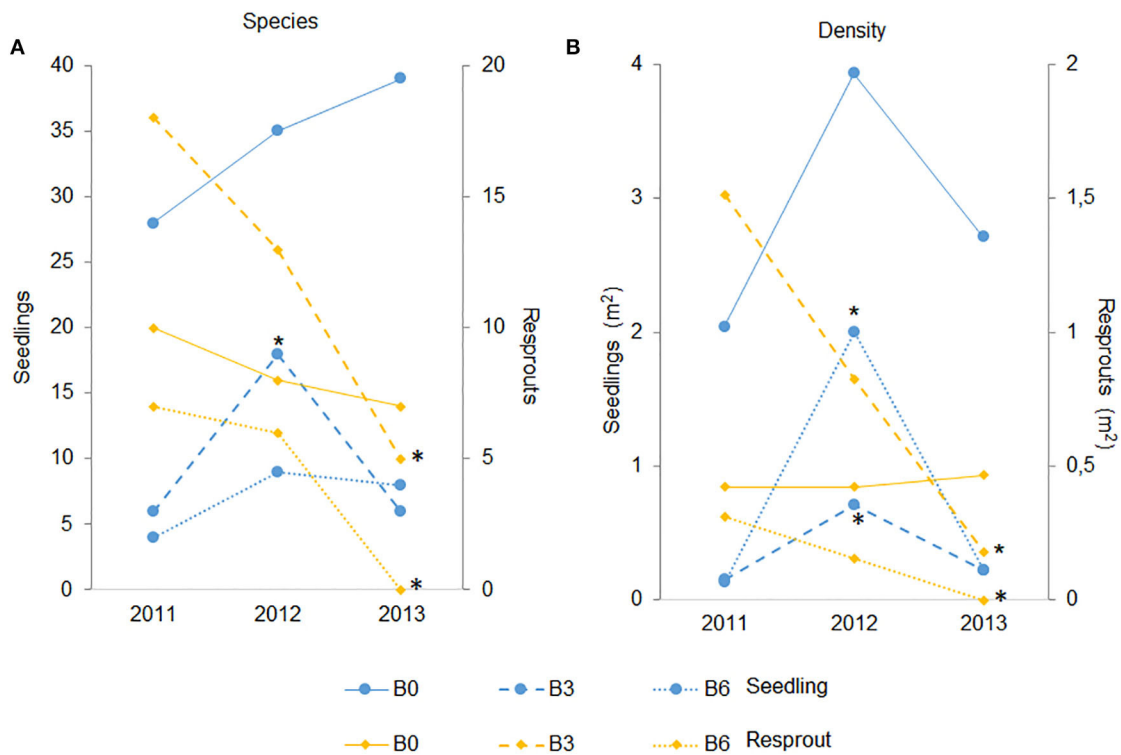 Species
A
40
35
30
25
20
15
10
5
0
Seedlings
20
15
10
5
0
Resprouts
*
*
*
2011 2012 2013
Density
B
4
3
2
1
0
Seedlings (m²)
2
1,5
1
0,5
0
Resprouts (m²)
*
*
*
*
2011 2012 2013
B0 B3 B6 Seedling
B0 B3 B6 Resprout